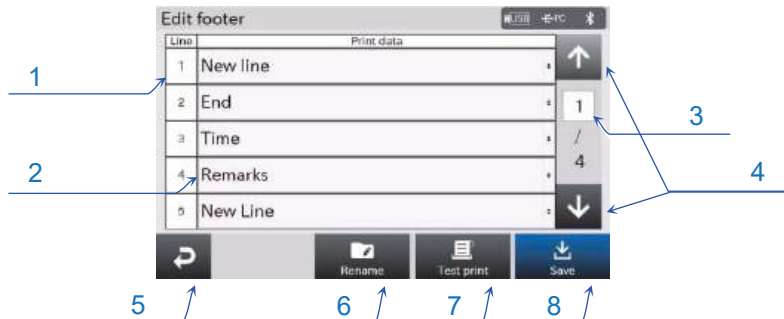 Edit footer
USB PC
Line Print data
1 New line
2 End
3 Time
4 Remarks
5 New Line
1
/
4
Rename Test print Save
1
2
3
4
5 6 7 8